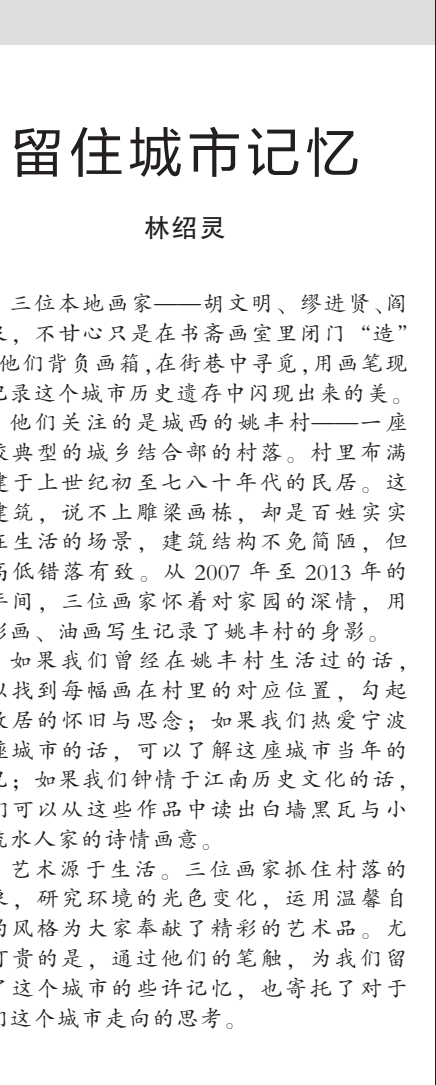 留住城市记忆
林绍灵
三位本地画家——胡文明、缪进贤、阎
，不甘心只是在书斋画室里闭门“造”
他们背负画箱，在街巷中寻觅，用画笔现
记录这个城市历史遗存中闪现出来的美。
他们关注的是城西的姚丰村——一座
较典型的城乡结合部的村落。村里布满
建于上世纪初至七八十年代的民居。这
建筑，说不上雕梁画栋，却是百姓实实
在生活的场景，建筑结构不免简陋，但
高低错落有致。从 2007 年至 2013 年的
年间，三位画家怀着对家园的深情，用
彩画、油画写生记录了姚丰村的身影。
如果我们曾经在姚丰村生活过的话，
以找到每幅画在村里的对应位置，勾起
故居的怀旧与思念；如果我们热爱宁波
座城市的话，可以了解这座城市当年的
；如果我们钟情于江南历史文化的话，
们可以从这些作品中读出白墙黑瓦与小
流水人家的诗情画意。
艺术源于生活。三位画家抓住村落的
，研究环境的光色变化，运用温馨自
的风格为大家奉献了精彩的艺术品。尤
可贵的是，通过他们的笔触，为我们留
了这个城市的些许记忆，也寄托了对于
们这个城市走向的思考。